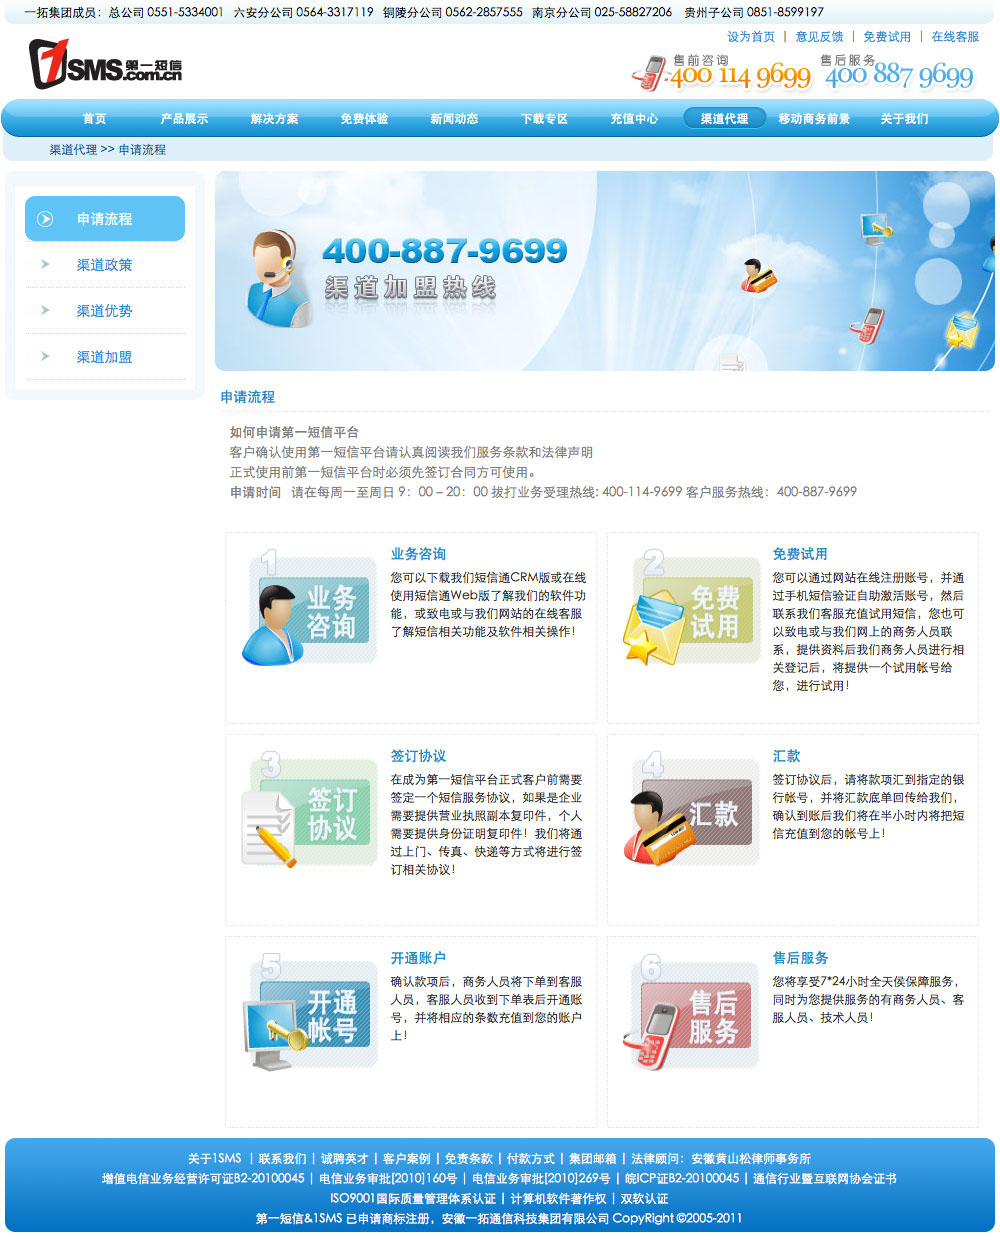 一拓集团成员：总公司 0551-5334001 六安分公司 0564-3317119 铜陵分公司 0562-2857555 南京分公司 025-58827206 贵州子公司 0851-8599197
设为首页 | 意见反馈 | 免费试用 | 在线客服
1SMS 第一短信 .com.cn
售前咨询 400 114 9699 售后服务 400 887 9699
首页 产品展示 解决方案 免费体验 新闻动态 下载专区 充值中心 渠道代理 移动商务前景 关于我们
渠道代理 >> 申请流程
申请流程
渠道政策
渠道优势
渠道加盟
400-887-9699
渠道加盟热线
申请流程
如何申请第一短信平台
客户确认使用第一短信平台请认真阅读我们服务条款和法律声明
正式使用前第一短信平台时必须先签订合同方可使用。
申请时间 请在每周一至周日 9：00－20：00 拔打业务受理热线：400-114-9699 客户服务热线：400-887-9699
1
业务
咨询
业务咨询
您可以下载我们短信通CRM版或在线
使用短信通Web版了解我们的软件功
能，或致电或与我们网站的在线客服
了解短信相关功能及软件相关操作！
2
免费
试用
免费试用
您可以通过网站在线注册账号，并通
过手机短信验证自助激活账号，然后
联系我们客服充值试用短信，您也可
以致电或与我们网上的商务人员联
系，提供资料后我们商务人员进行相
关登记后，将提供一个试用帐号给
您，进行试用！
3
签订
协议
签订协议
在成为第一短信平台正式客户前需要
签定一个短信服务协议，如果是企业
需要提供营业执照副本复印件，个人
需要提供身份证明复印件！我们将通
过上门、传真、快递等方式将进行签
订相关协议！
4
汇款
汇款
签订协议后，请将款项汇到指定的银
行帐号，并将汇款底单回传给我们，
确认到账后我们将在半小时内将把短
信充值到您的帐号上！
5
开通
帐号
开通账户
确认款项后，商务人员将下单到客服
人员，客服人员收到下单表后开通账
号，并将相应的条数充值到您的账户
上！
6
售后
服务
售后服务
您将享受7*24小时全天侯保障服务，
同时为您提供服务的有商务人员、客
服人员、技术人员！
关于1SMS | 联系我们 | 诚聘英才 | 客户案例 | 免费条款 | 付款方式 | 集团邮箱 | 法律顾问：安徽黄山松律师事务所
增值电信业务经营许可证B2-20100045 | 电信业务审批[2010]160号 | 电信业务审批[2010]269号 | 皖ICP证B2-20100045 | 通信行业暨互联网协会证书
ISO9001国际质量管理体系认证 | 计算机软件著作权 | 双软认证
第一短信&1SMS 已申请商标注册，安徽一拓通信科技集团有限公司 CopyRight ©2005-2011